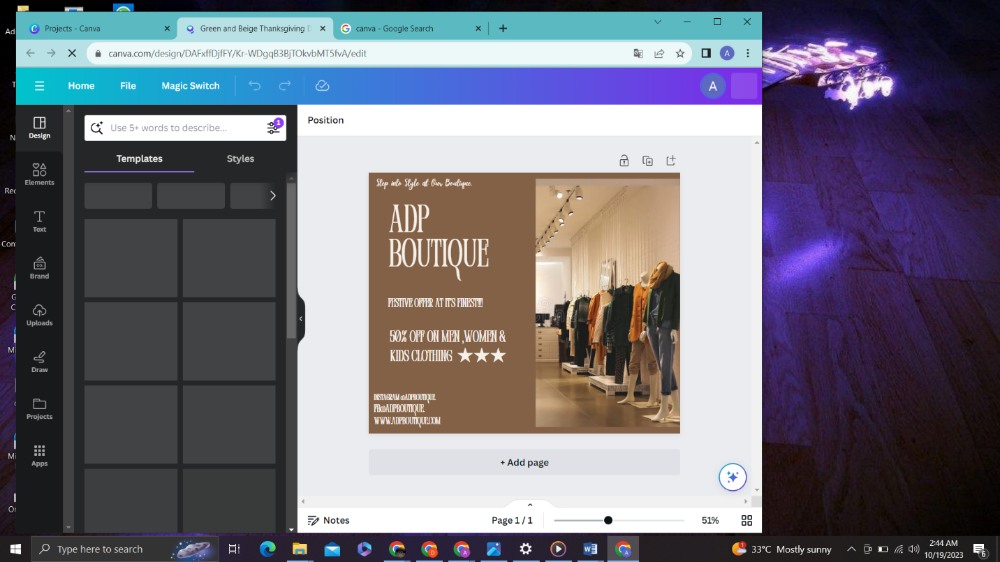 Projects - Canva
Green and Beige Thanksgiving D
canva - Google Search
canva.com/design/DAFxffDjfFY/Kr-WDgqB3BjTOkvbMT5fvA/edit
A
Home
File
Magic Switch
A
Design
Elements
Text
CO.
Brand
Uploads
Draw
Projects
Apps
Use 5+ words to describe...
1
Templates
Styles
Position
Step into Style at Our Boutique.
ADP
BOUTIQUE
FESTIVE OFFER AT IT'S FINEST!!!
50% OFF ON MEN ,WOMEN &
KIDS CLOTHING ★★★
INSTAGRAM @ADPBOUTIQUE
FB@ADPBOUTIQUE
WWW.ADPBOUTIQUE.COM
+ Add page
Notes
Page 1 / 1
51%
Type here to search
33°C Mostly sunny
2:44 AM
10/19/2023
6